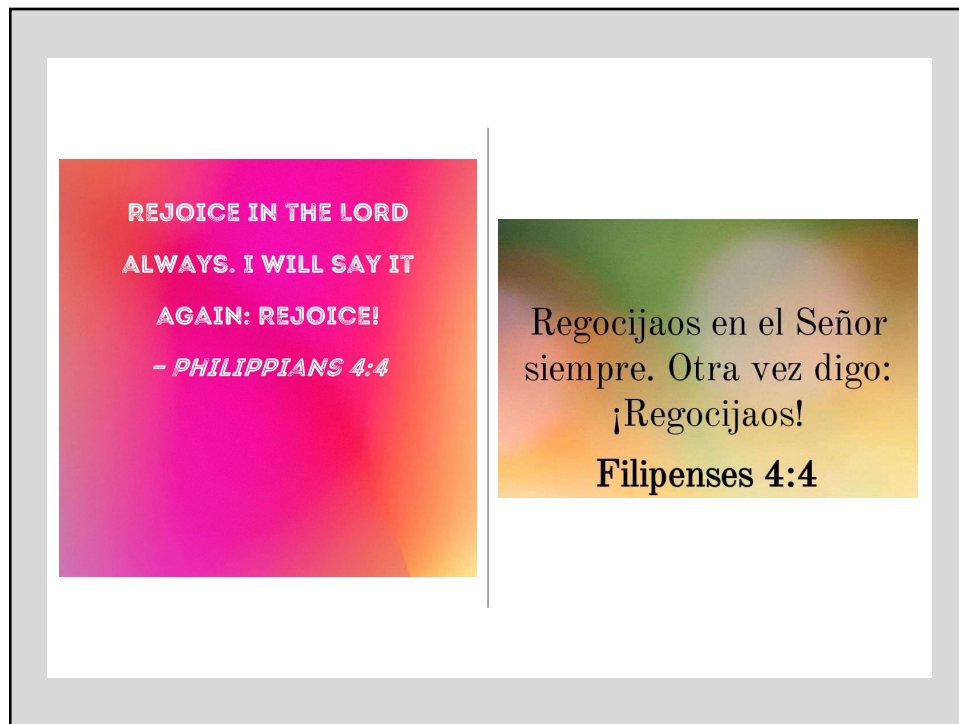 REJOICE IN THE LORD
ALWAYS. I WILL SAY IT
AGAIN: REJOICE!
– PHILIPPIANS 4:4
Regocijaos en el Señor
siempre. Otra vez digo:
¡Regocijaos!
Filipenses 4:4